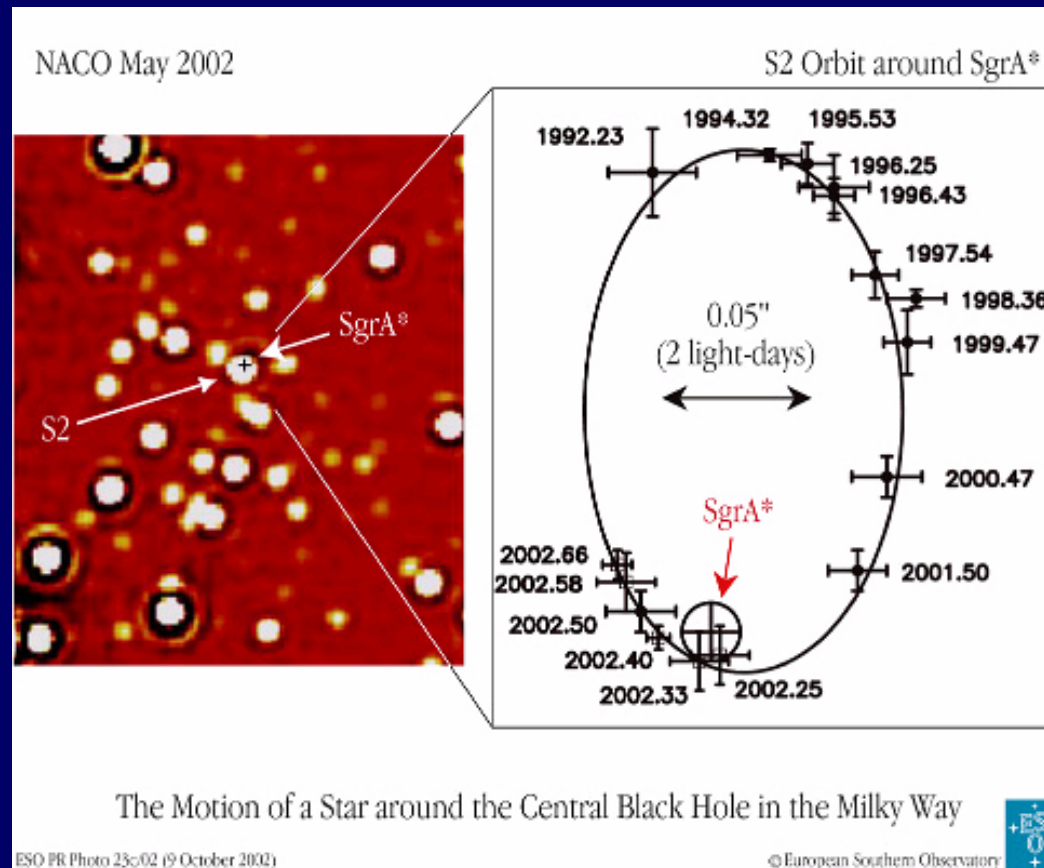 NACO May 2002
S2 Orbit around SgrA*
SgrA*
S2
1992.23
1994.32
1995.53
1996.25
1996.43
1997.54
1998.36
1999.47
0.05"
(2 light-days)
2000.47
SgrA*
2001.50
2002.66
2002.58
2002.50
2002.40
2002.33
2002.25
The Motion of a Star around the Central Black Hole in the Milky Way
ESO PR Photo 23c/02 (9 October 2002)
© European Southern Observatory